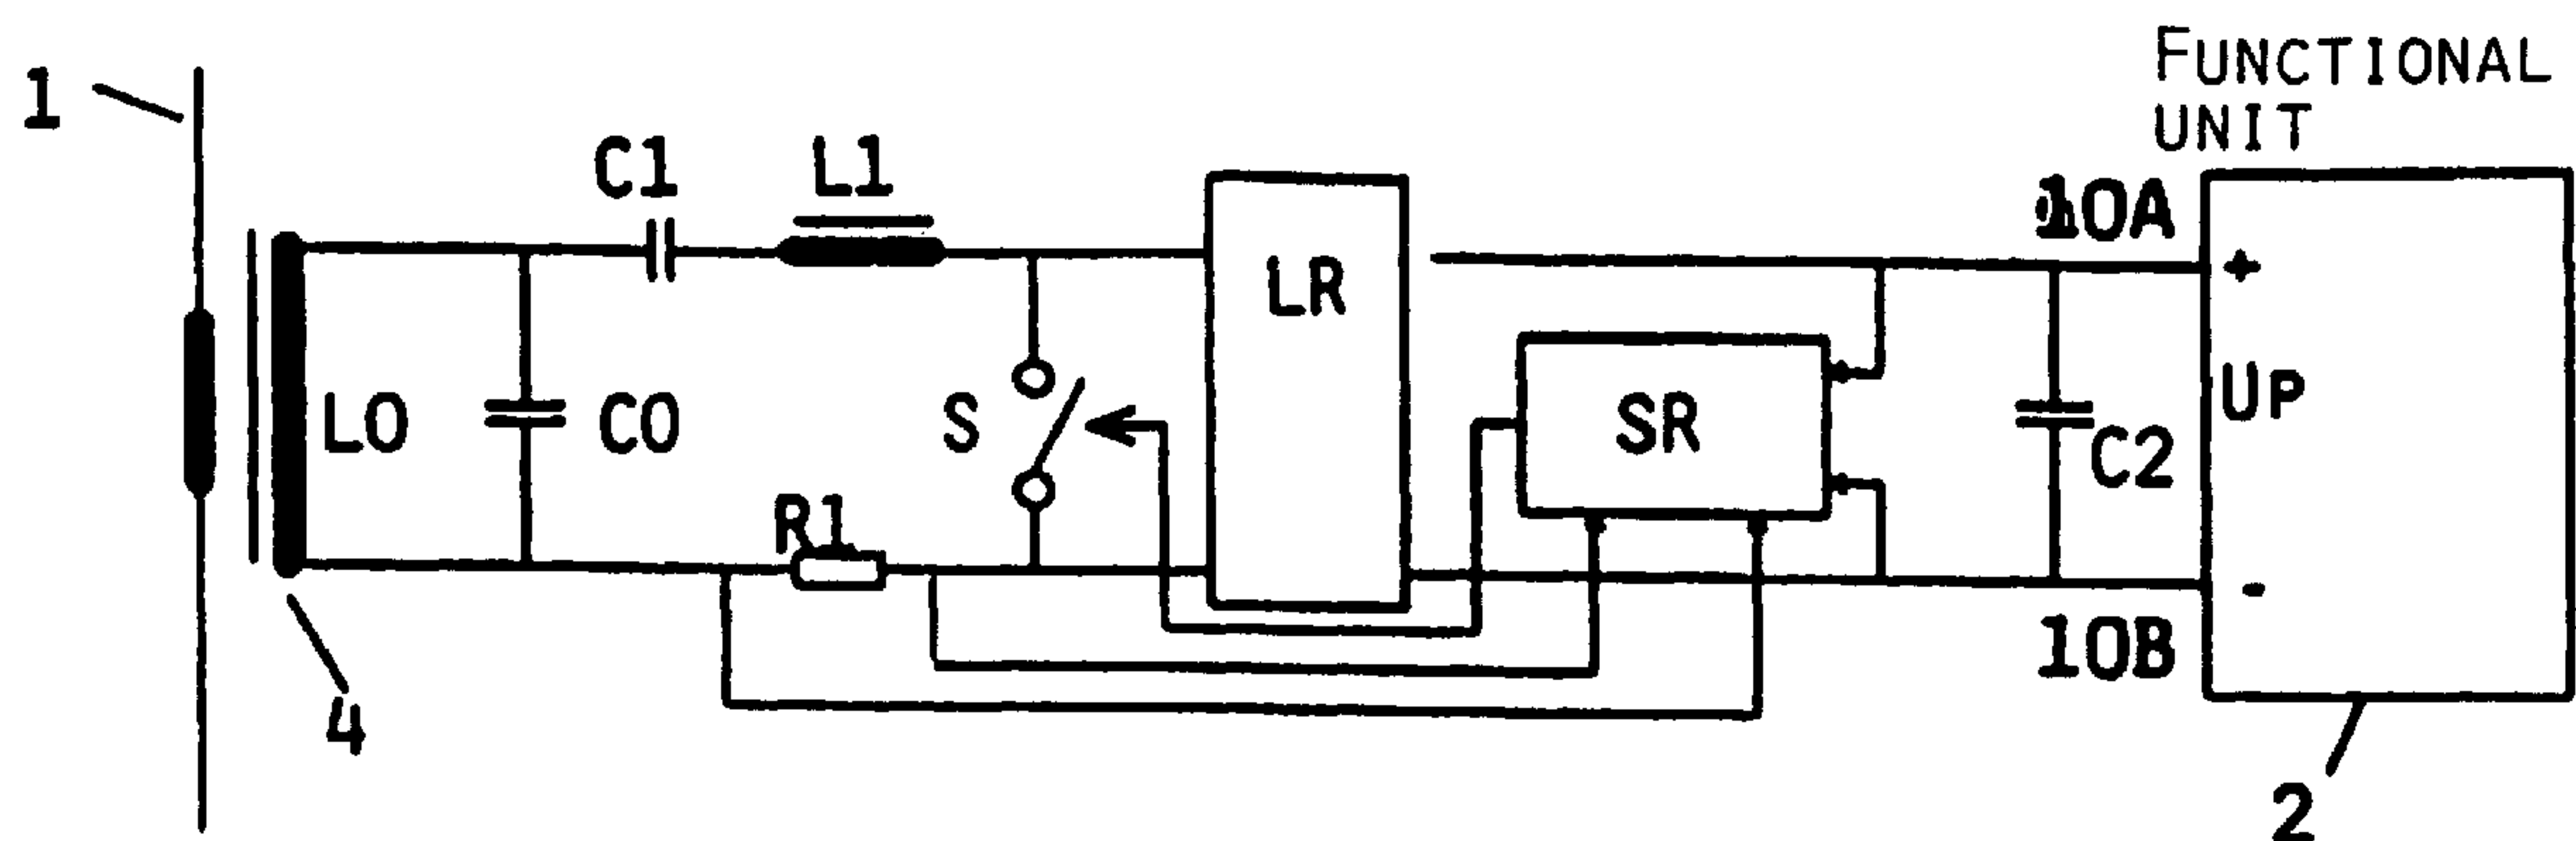 FUNCTIONAL
UNIT
1
C1
L1
10A
LR
+
L0
C0
S
SR
UP
C2
R1
-
10B
4
2